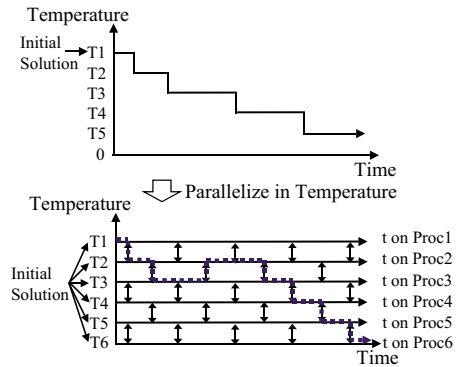 Temperature
Initial
Solution
T1
T2
T3
T4
T5
0
Time
Parallelize in Temperature
Temperature
Initial
Solution
T1
T2
T3
T4
T5
T6
t on Proc1
t on Proc2
t on Proc3
t on Proc4
t on Proc5
t on Proc6
Time